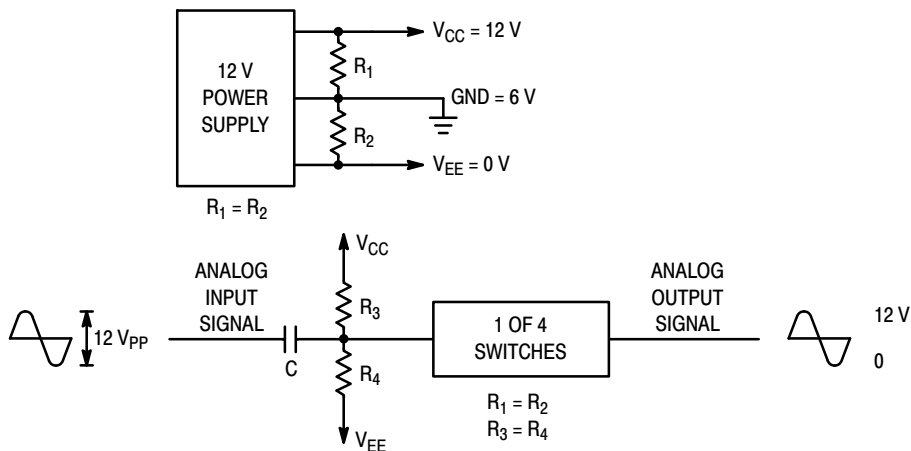 V_CC = 12 V
12 V
POWER
SUPPLY
R_1
GND = 6 V
R_2
V_EE = 0 V
R_1 = R_2
V_CC
ANALOG
INPUT
SIGNAL
ANALOG
OUTPUT
SIGNAL
R_3
12 V_PP
1 OF 4
SWITCHES
12 V
0
C
R_4
R_1 = R_2
R_3 = R_4
V_EE